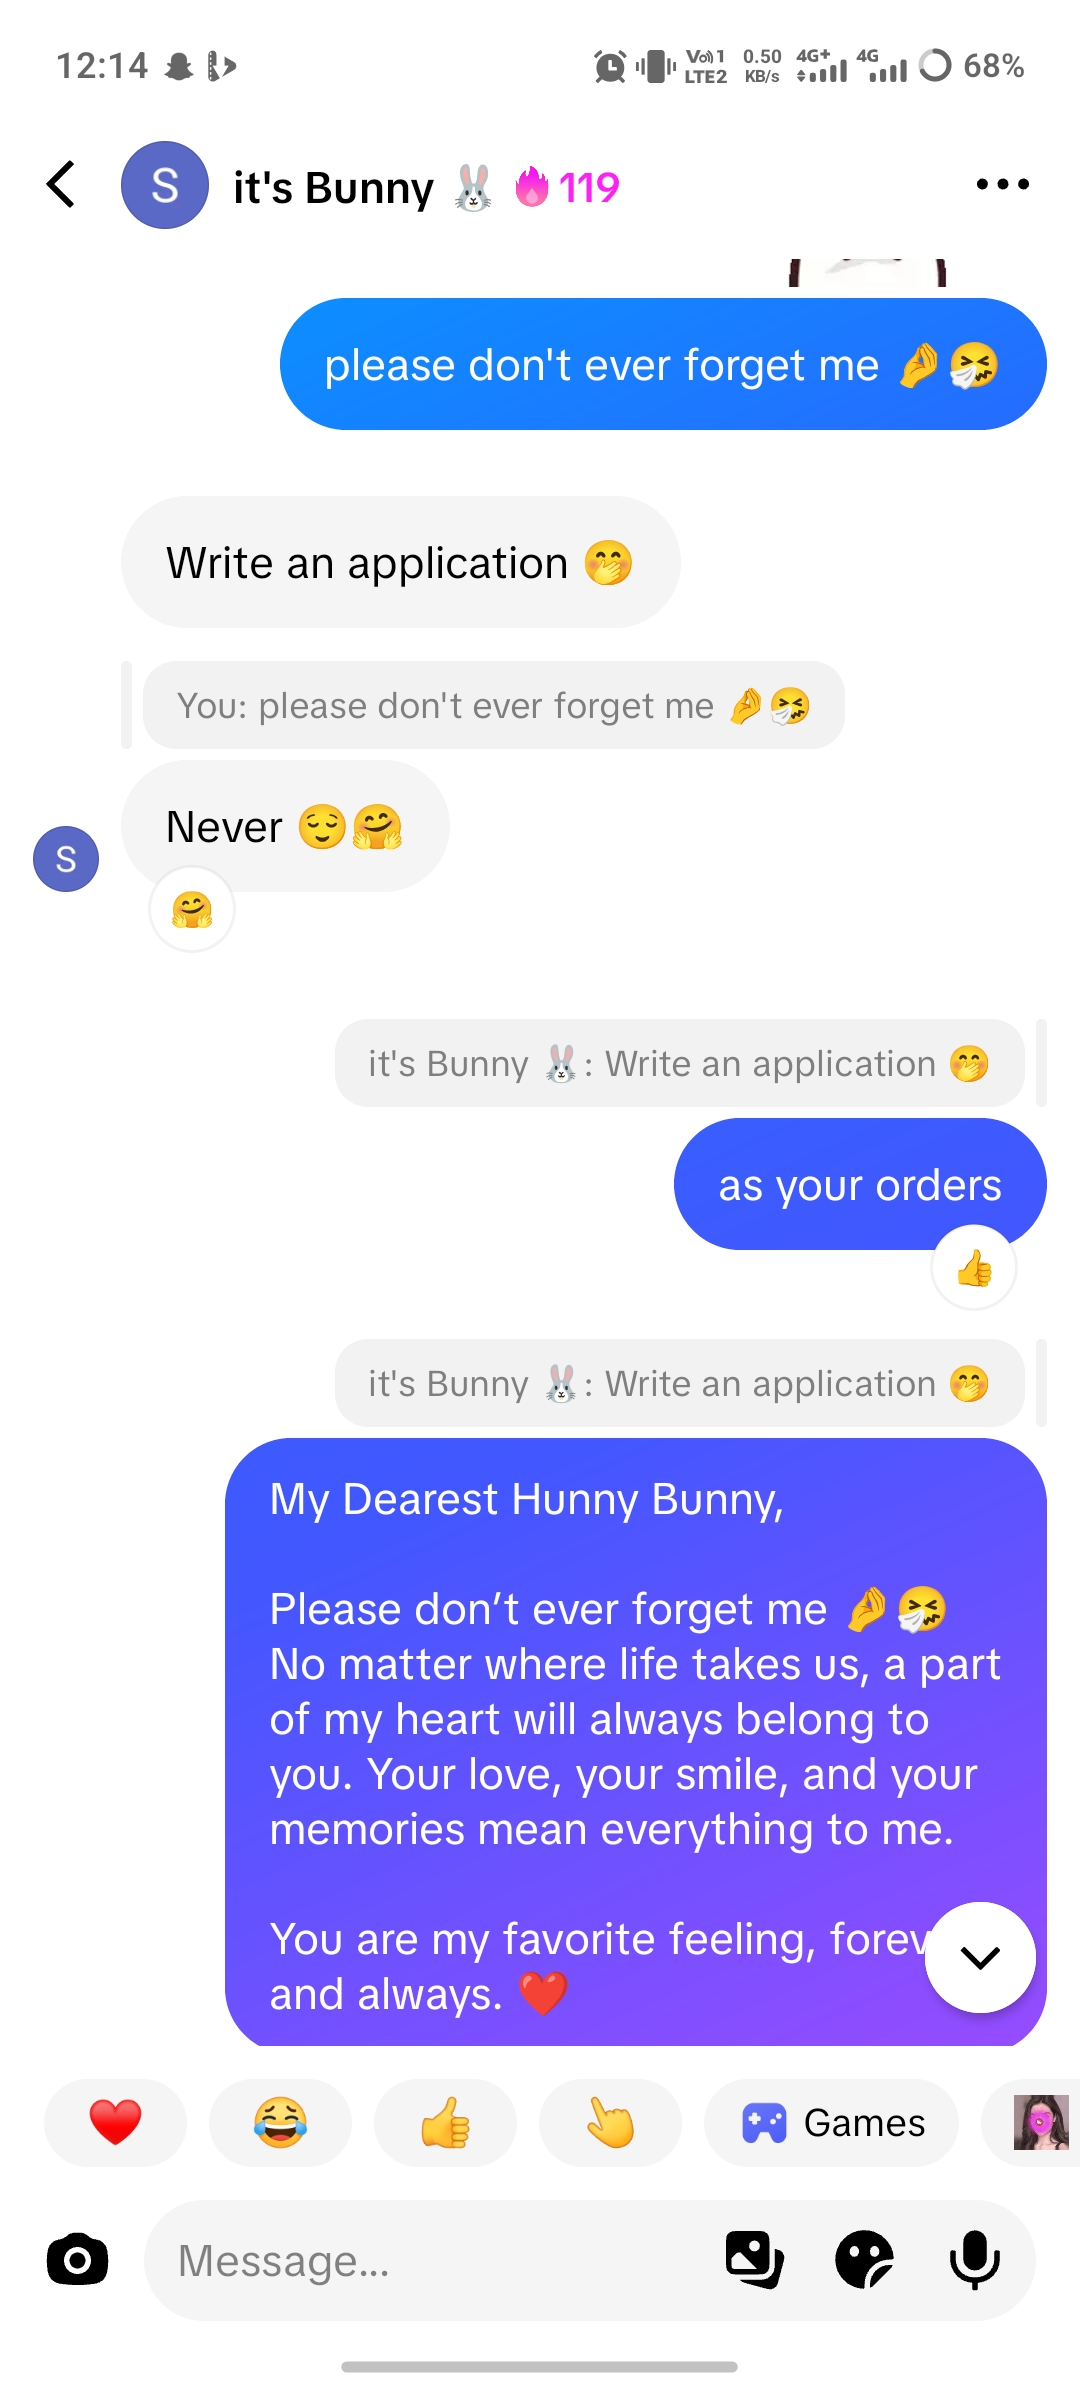 12:14
Vo)) 1
LTE2
0.50
KB/s
4G+
4G
68%
S
it's Bunny 🐰
119
please don't ever forget me 🤌🤧
Write an application 🤭
You: please don't ever forget me 🤌🤧
Never 😌🤗
S
🤗
it's Bunny 🐰: Write an application 🤭
as your orders
👍
it's Bunny 🐰: Write an application 🤭
My Dearest Hunny Bunny,
Please don’t ever forget me 🤌🤧
No matter where life takes us, a part
of my heart will always belong to
you. Your love, your smile, and your
memories mean everything to me.
You are my favorite feeling,
and always. ❤️
Games
Message...